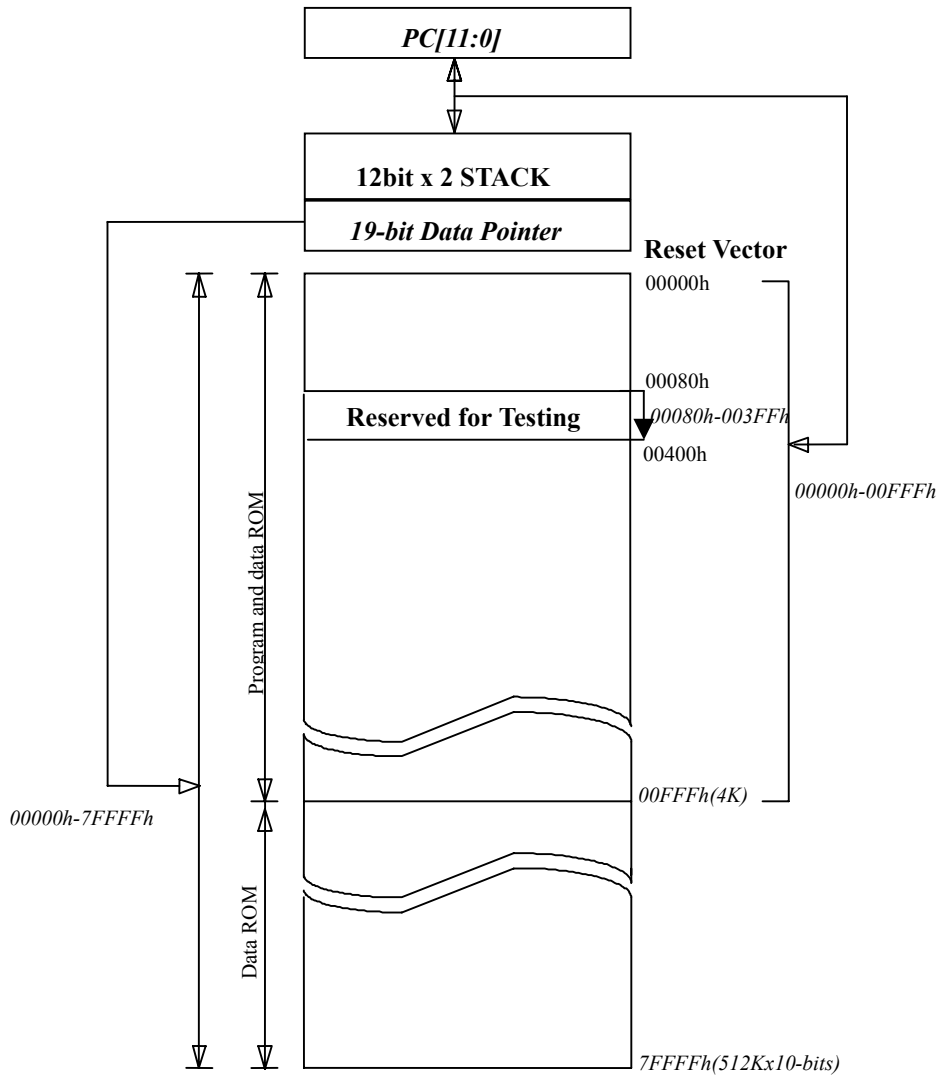 PC[11:0]
12bit x 2 STACK
19-bit Data Pointer
Reset Vector
00000h
00080h
Reserved for Testing
00080h-003FFh
00400h
00000h-00FFFh
Program and data ROM
00FFFh(4K)
00000h-7FFFFh
Data ROM
7FFFFh(512Kx10-bits)